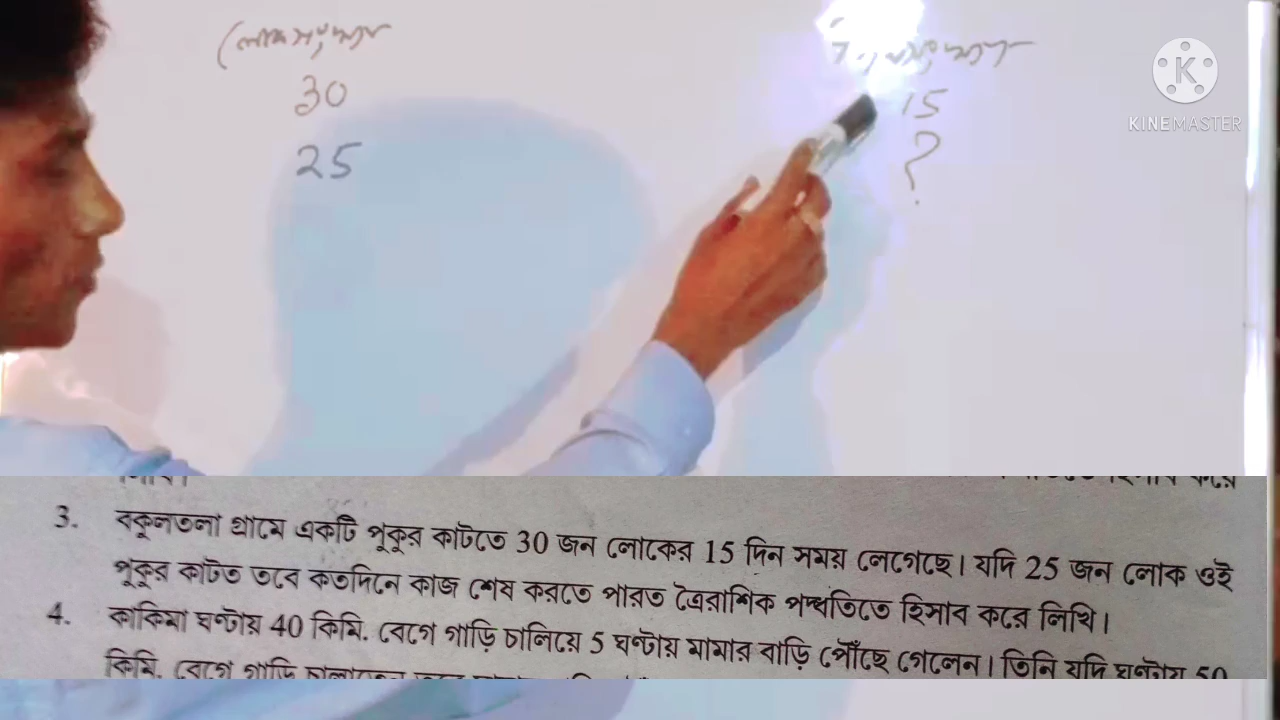 লোকসংখ্যা
KINEMASTER
30
15
25
?
3. বকুলতলা গ্রামে একটি পুকুর কাটতে 30 জন লোকের 15 দিন সময় লেগেছে। যদি 25 জন লোক ওই
পুকুর কাটত তবে কতদিনে কাজ শেষ করতে পারত ত্রৈরাশিক পদ্ধতিতে হিসাব করে লিখি।
4. কাকিমা ঘণ্টায় 40 কিমি. বেগে গাড়ি চালিয়ে 5 ঘণ্টায় মামার বাড়ি পৌঁছে গেলেন। তিনি যদি ঘণ্টায় 50
কিমি. বেগে গাড়ি